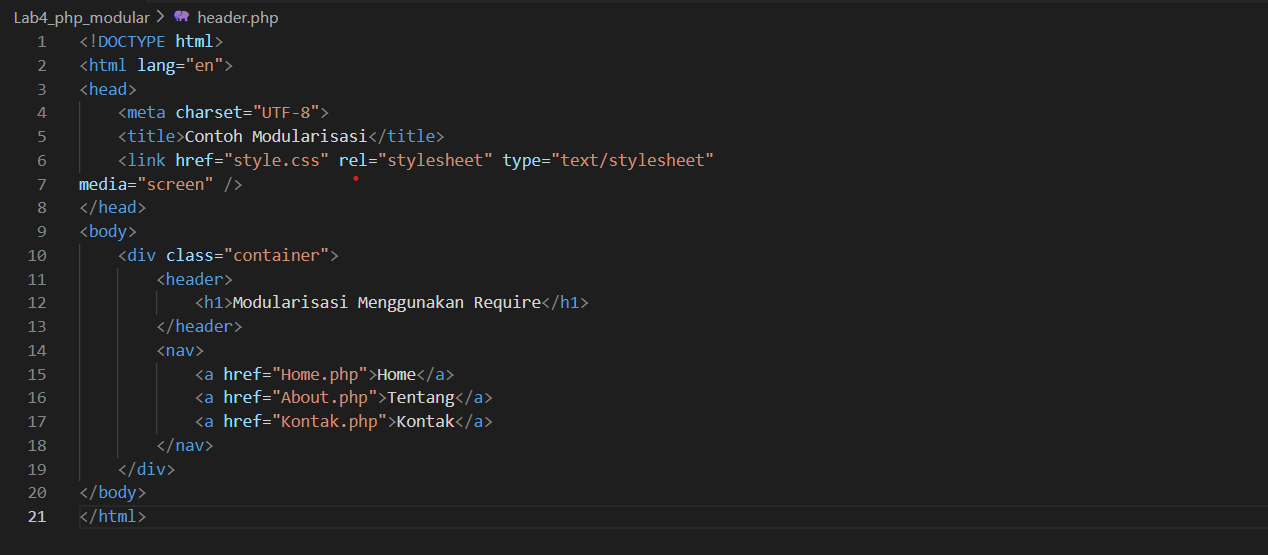 Lab4_php_modular > header.php
1 <!DOCTYPE html>
2 <html lang="en">
3 <head>
4     <meta charset="UTF-8">
5     <title>Contoh Modularisasi</title>
6     <link href="style.css" rel="stylesheet" type="text/stylesheet"
7 media="screen" />
8 </head>
9 <body>
10     <div class="container">
11         <header>
12             <h1>Modularisasi Menggunakan Require</h1>
13         </header>
14         <nav>
15             <a href="Home.php">Home</a>
16             <a href="About.php">Tentang</a>
17             <a href="Kontak.php">Kontak</a>
18         </nav>
19     </div>
20 </body>
21 </html>